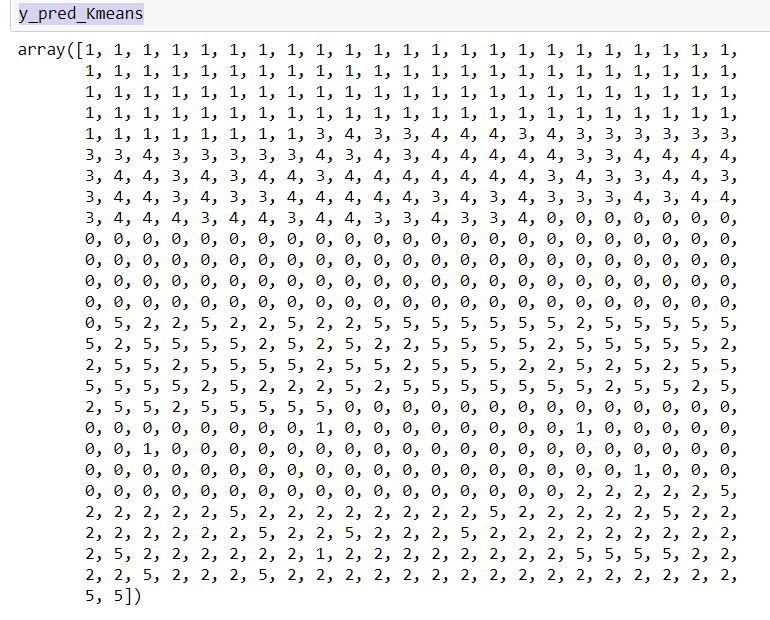 y_pred_Kmeans
array([1, 1, 1, 1, 1, 1, 1, 1, 1, 1, 1, 1, 1, 1, 1, 1, 1, 1, 1, 1, 1, 1, 1,
1, 1, 1, 1, 1, 1, 1, 1, 1, 1, 1, 1, 1, 1, 1, 1, 1, 1, 1, 1, 1, 1, 1,
1, 1, 1, 1, 1, 1, 1, 1, 1, 1, 1, 1, 1, 1, 1, 1, 1, 1, 1, 1, 1, 1, 1,
1, 1, 1, 1, 1, 1, 1, 1, 1, 1, 1, 1, 1, 1, 1, 1, 1, 1, 1, 1, 1, 1, 1,
1, 1, 1, 1, 1, 1, 1, 1, 3, 4, 3, 3, 4, 4, 4, 3, 4, 3, 3, 3, 3, 3, 3,
3, 3, 4, 3, 3, 3, 3, 3, 4, 3, 4, 3, 4, 4, 4, 4, 4, 3, 3, 4, 4, 4, 4,
3, 4, 4, 3, 4, 3, 4, 4, 3, 4, 4, 4, 4, 4, 4, 4, 3, 4, 3, 3, 4, 4, 3,
3, 4, 4, 3, 4, 3, 3, 4, 4, 4, 4, 4, 3, 4, 3, 4, 3, 3, 3, 4, 3, 4, 4,
3, 4, 4, 4, 3, 4, 4, 3, 4, 4, 3, 3, 4, 3, 3, 4, 0, 0, 0, 0, 0, 0, 0,
0, 0, 0, 0, 0, 0, 0, 0, 0, 0, 0, 0, 0, 0, 0, 0, 0, 0, 0, 0, 0, 0, 0,
0, 0, 0, 0, 0, 0, 0, 0, 0, 0, 0, 0, 0, 0, 0, 0, 0, 0, 0, 0, 0, 0, 0,
0, 0, 0, 0, 0, 0, 0, 0, 0, 0, 0, 0, 0, 0, 0, 0, 0, 0, 0, 0, 0, 0, 0,
0, 0, 0, 0, 0, 0, 0, 0, 0, 0, 0, 0, 0, 0, 0, 0, 0, 0, 0, 0, 0, 0, 0,
0, 5, 2, 2, 5, 2, 2, 5, 2, 2, 5, 5, 5, 5, 5, 5, 5, 2, 5, 5, 5, 5, 5,
5, 2, 5, 5, 5, 5, 2, 5, 2, 5, 2, 2, 5, 5, 5, 5, 2, 5, 5, 5, 5, 5, 2,
2, 5, 5, 2, 5, 5, 5, 5, 2, 5, 5, 2, 5, 5, 5, 2, 2, 5, 2, 5, 2, 5, 5,
5, 5, 5, 5, 2, 5, 2, 2, 2, 5, 2, 5, 5, 5, 5, 5, 5, 5, 2, 5, 5, 2, 5,
2, 5, 5, 2, 5, 5, 5, 5, 5, 0, 0, 0, 0, 0, 0, 0, 0, 0, 0, 0, 0, 0, 0,
0, 0, 0, 0, 0, 0, 0, 0, 1, 0, 0, 0, 0, 0, 0, 0, 0, 1, 0, 0, 0, 0, 0,
0, 0, 1, 0, 0, 0, 0, 0, 0, 0, 0, 0, 0, 0, 0, 0, 0, 0, 0, 0, 0, 0, 0,
0, 0, 0, 0, 0, 0, 0, 0, 0, 0, 0, 0, 0, 0, 0, 0, 0, 0, 0, 1, 0, 0, 0,
0, 0, 0, 0, 0, 0, 0, 0, 0, 0, 0, 0, 0, 0, 0, 0, 0, 2, 2, 2, 2, 2, 5,
2, 2, 2, 2, 2, 5, 2, 2, 2, 2, 2, 2, 2, 2, 5, 2, 2, 2, 2, 2, 5, 2, 2,
2, 2, 2, 2, 2, 2, 5, 2, 2, 5, 2, 2, 2, 5, 2, 2, 2, 2, 2, 2, 2, 2, 2,
2, 5, 2, 2, 2, 2, 2, 2, 1, 2, 2, 2, 2, 2, 2, 2, 2, 5, 5, 5, 5, 2, 2,
2, 2, 5, 2, 2, 2, 5, 2, 2, 2, 2, 2, 2, 2, 2, 2, 2, 2, 2, 2, 2, 2, 2,
5, 5])